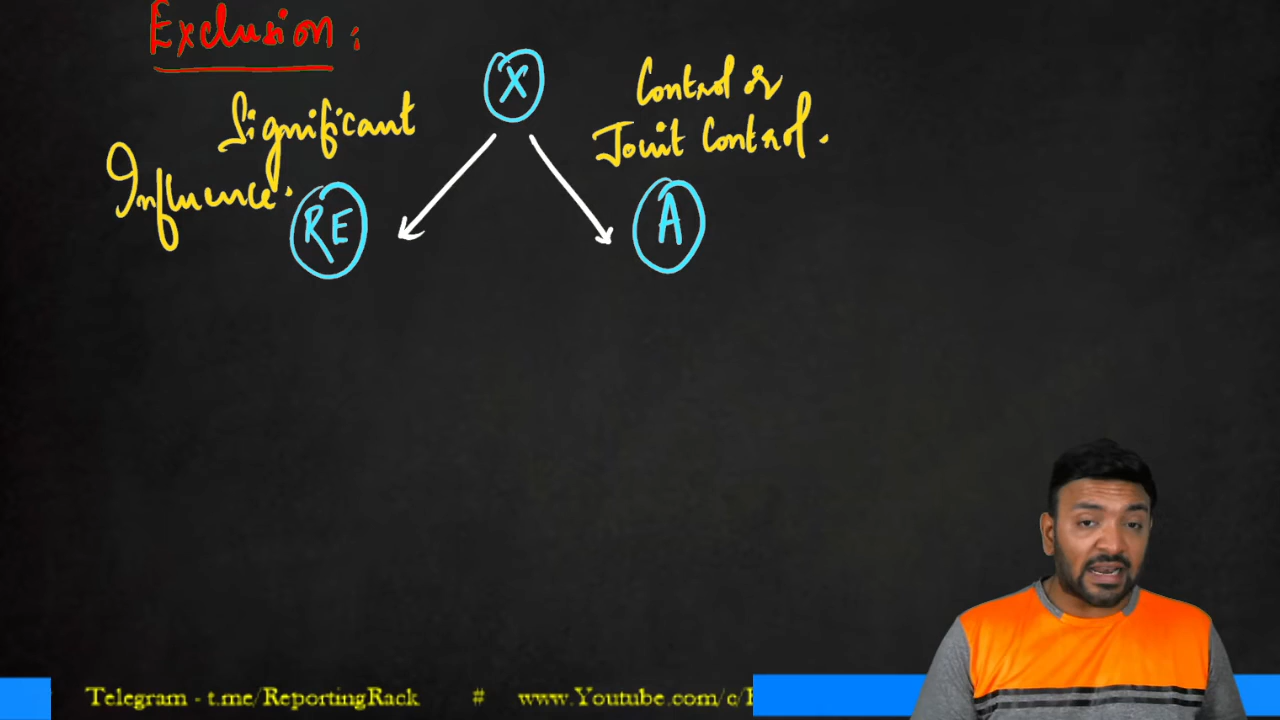 Exclusion :
X
Control or
Joint Control.
Significant
Influence.
RE
A
Telegram - t.me/ReportingRack # www.Youtube.com/c/